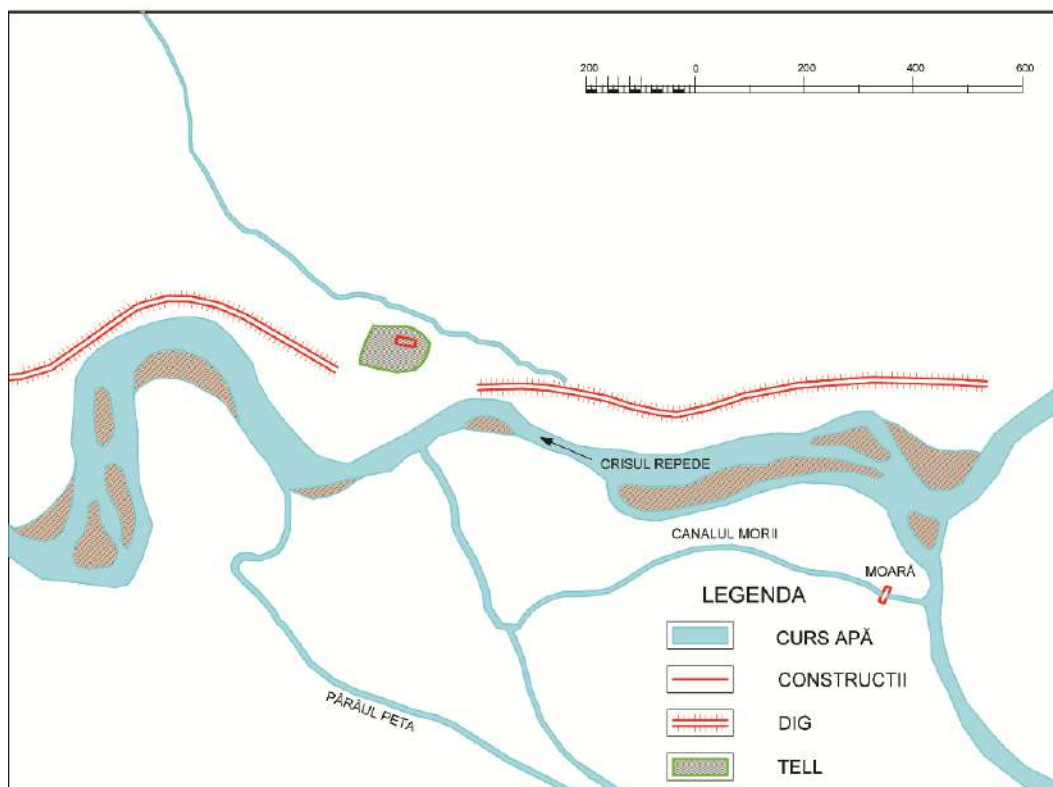 200 0 200 400 600
CRISUL REPEDE
CANALUL MORII
MOARĂ
PÂRÂUL PETA
LEGENDA
CURS APĂ
CONSTRUCTII
DIG
TELL